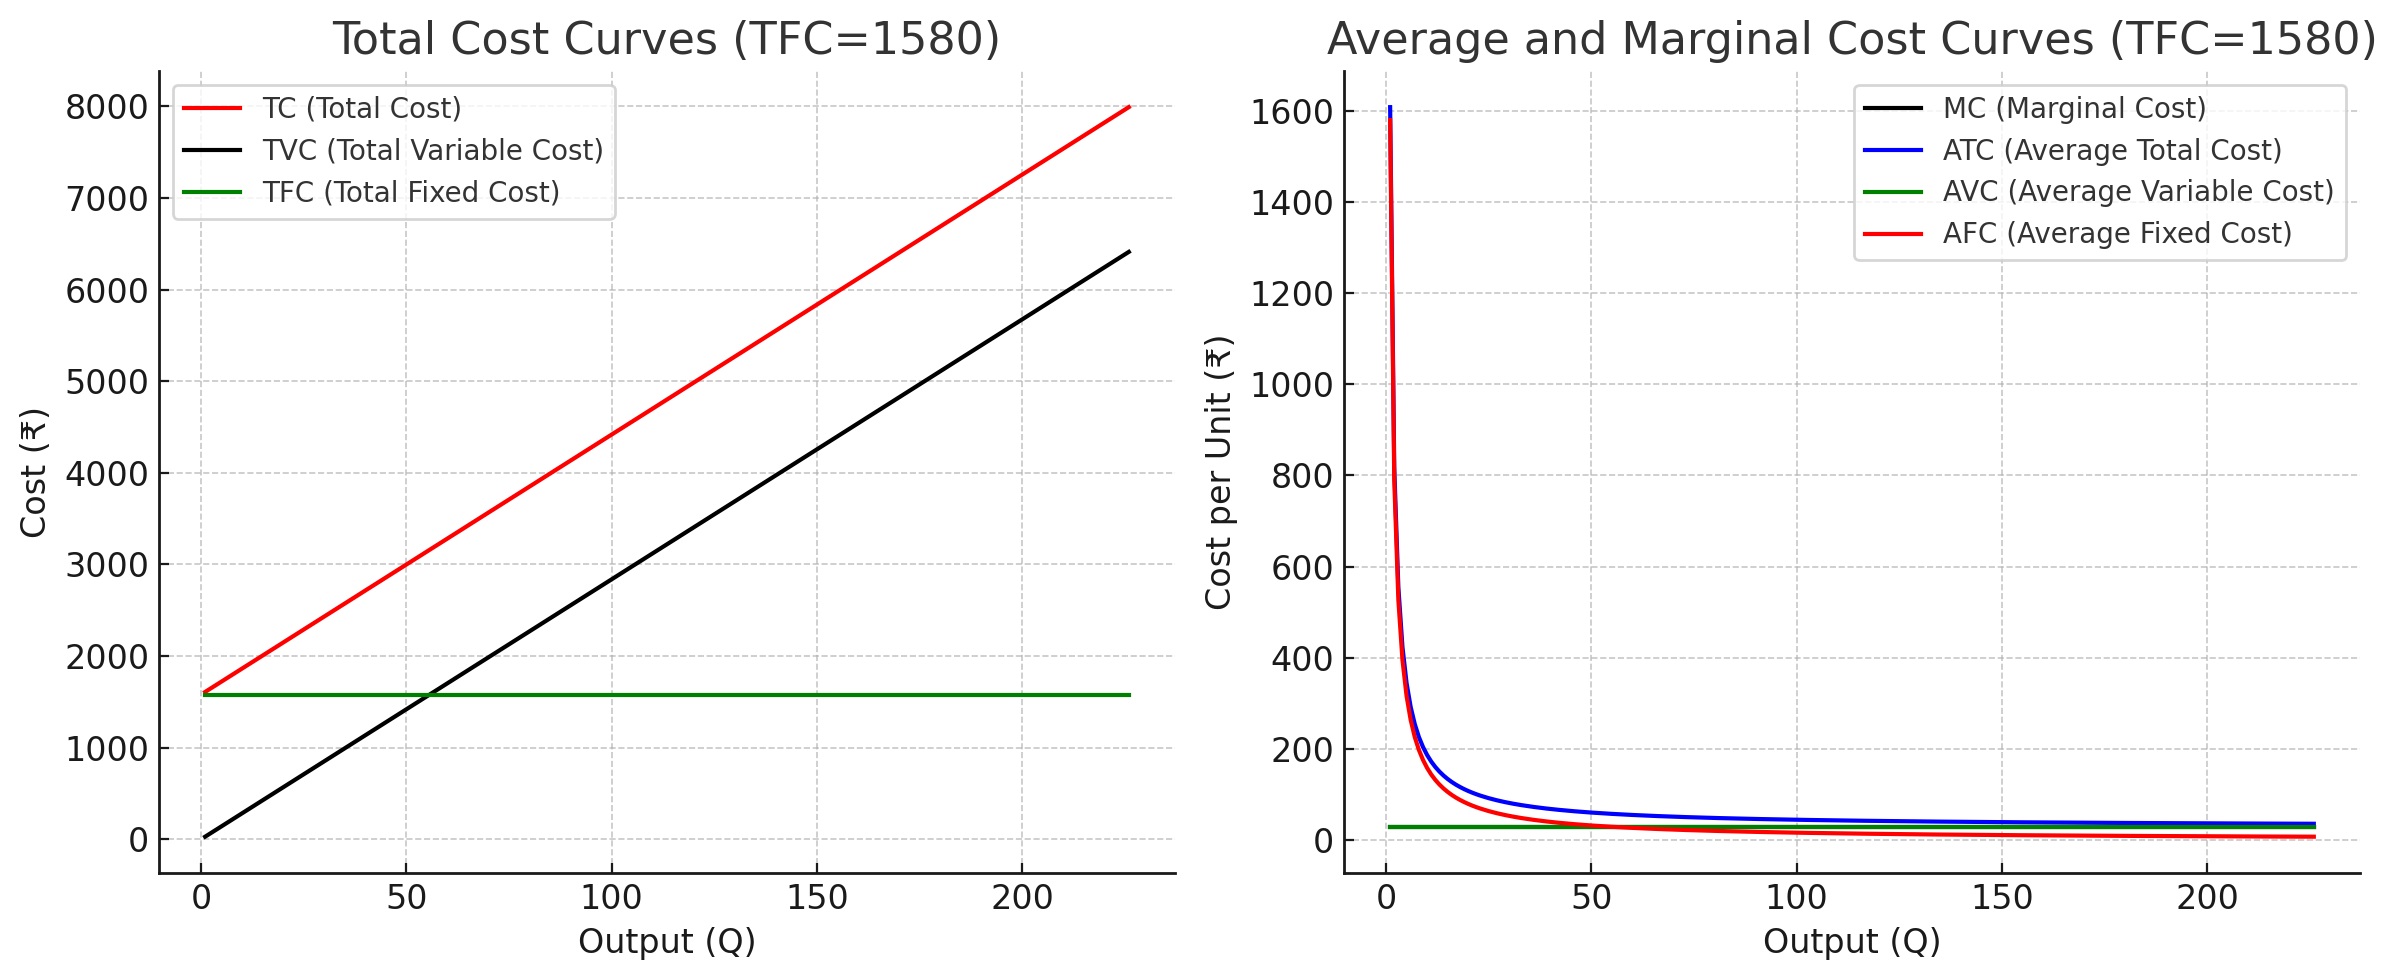 Total Cost Curves (TFC=1580)
TC (Total Cost)
TVC (Total Variable Cost)
TFC (Total Fixed Cost)
8000
7000
6000
5000
4000
3000
2000
1000
0
Cost (₹)
0 50 100 150 200
Output (Q)
Average and Marginal Cost Curves (TFC=1580)
MC (Marginal Cost)
ATC (Average Total Cost)
AVC (Average Variable Cost)
AFC (Average Fixed Cost)
1600
1400
1200
1000
800
600
400
200
0
Cost per Unit (₹)
0 50 100 150 200
Output (Q)